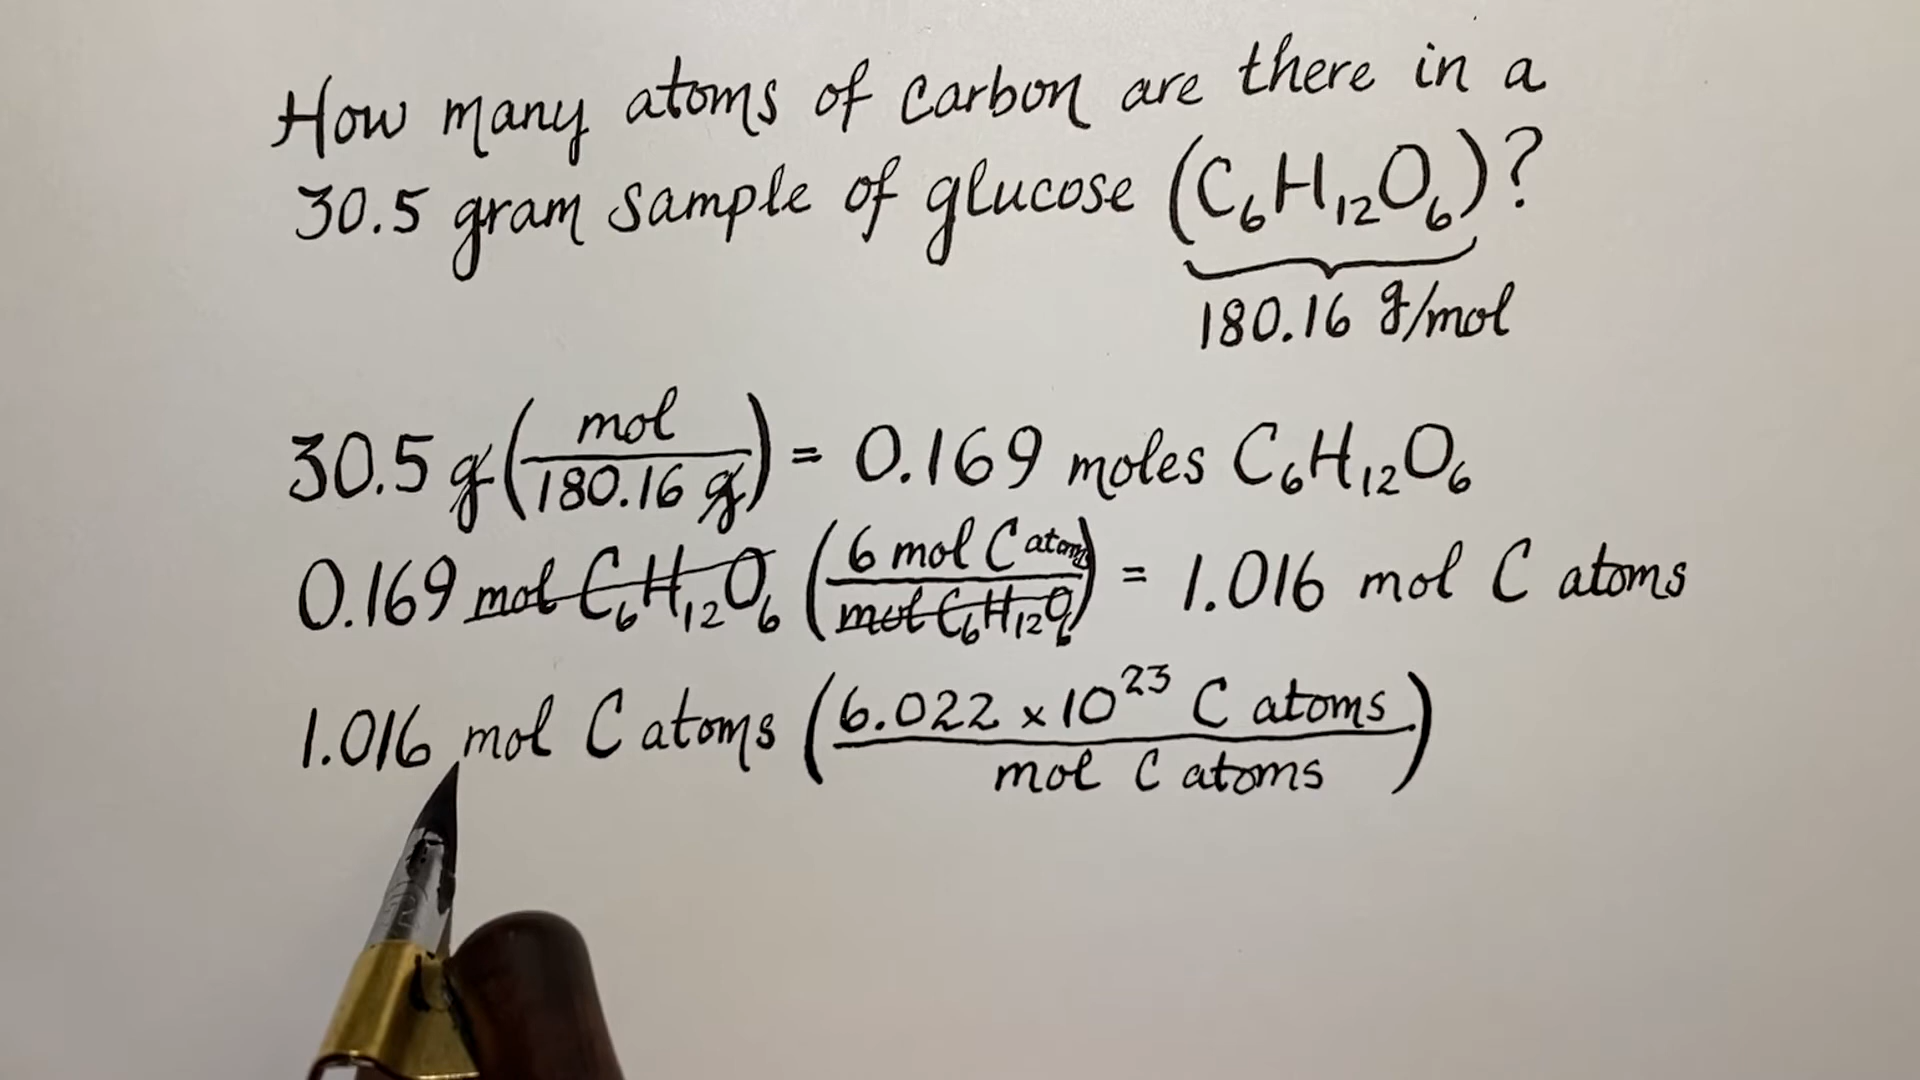 How many atoms of carbon are there in a
30.5 gram sample of glucose (C₆H₁₂O₆)?
180.16 g/mol
30.5 g (mol / 180.16 g) = 0.169 moles C₆H₁₂O₆
0.169 mol C₆H₁₂O₆ (6 mol C atoms / mol C₆H₁₂O₆) = 1.016 mol C atoms
1.016 mol C atoms (6.022 x 10²³ C atoms / mol C atoms)